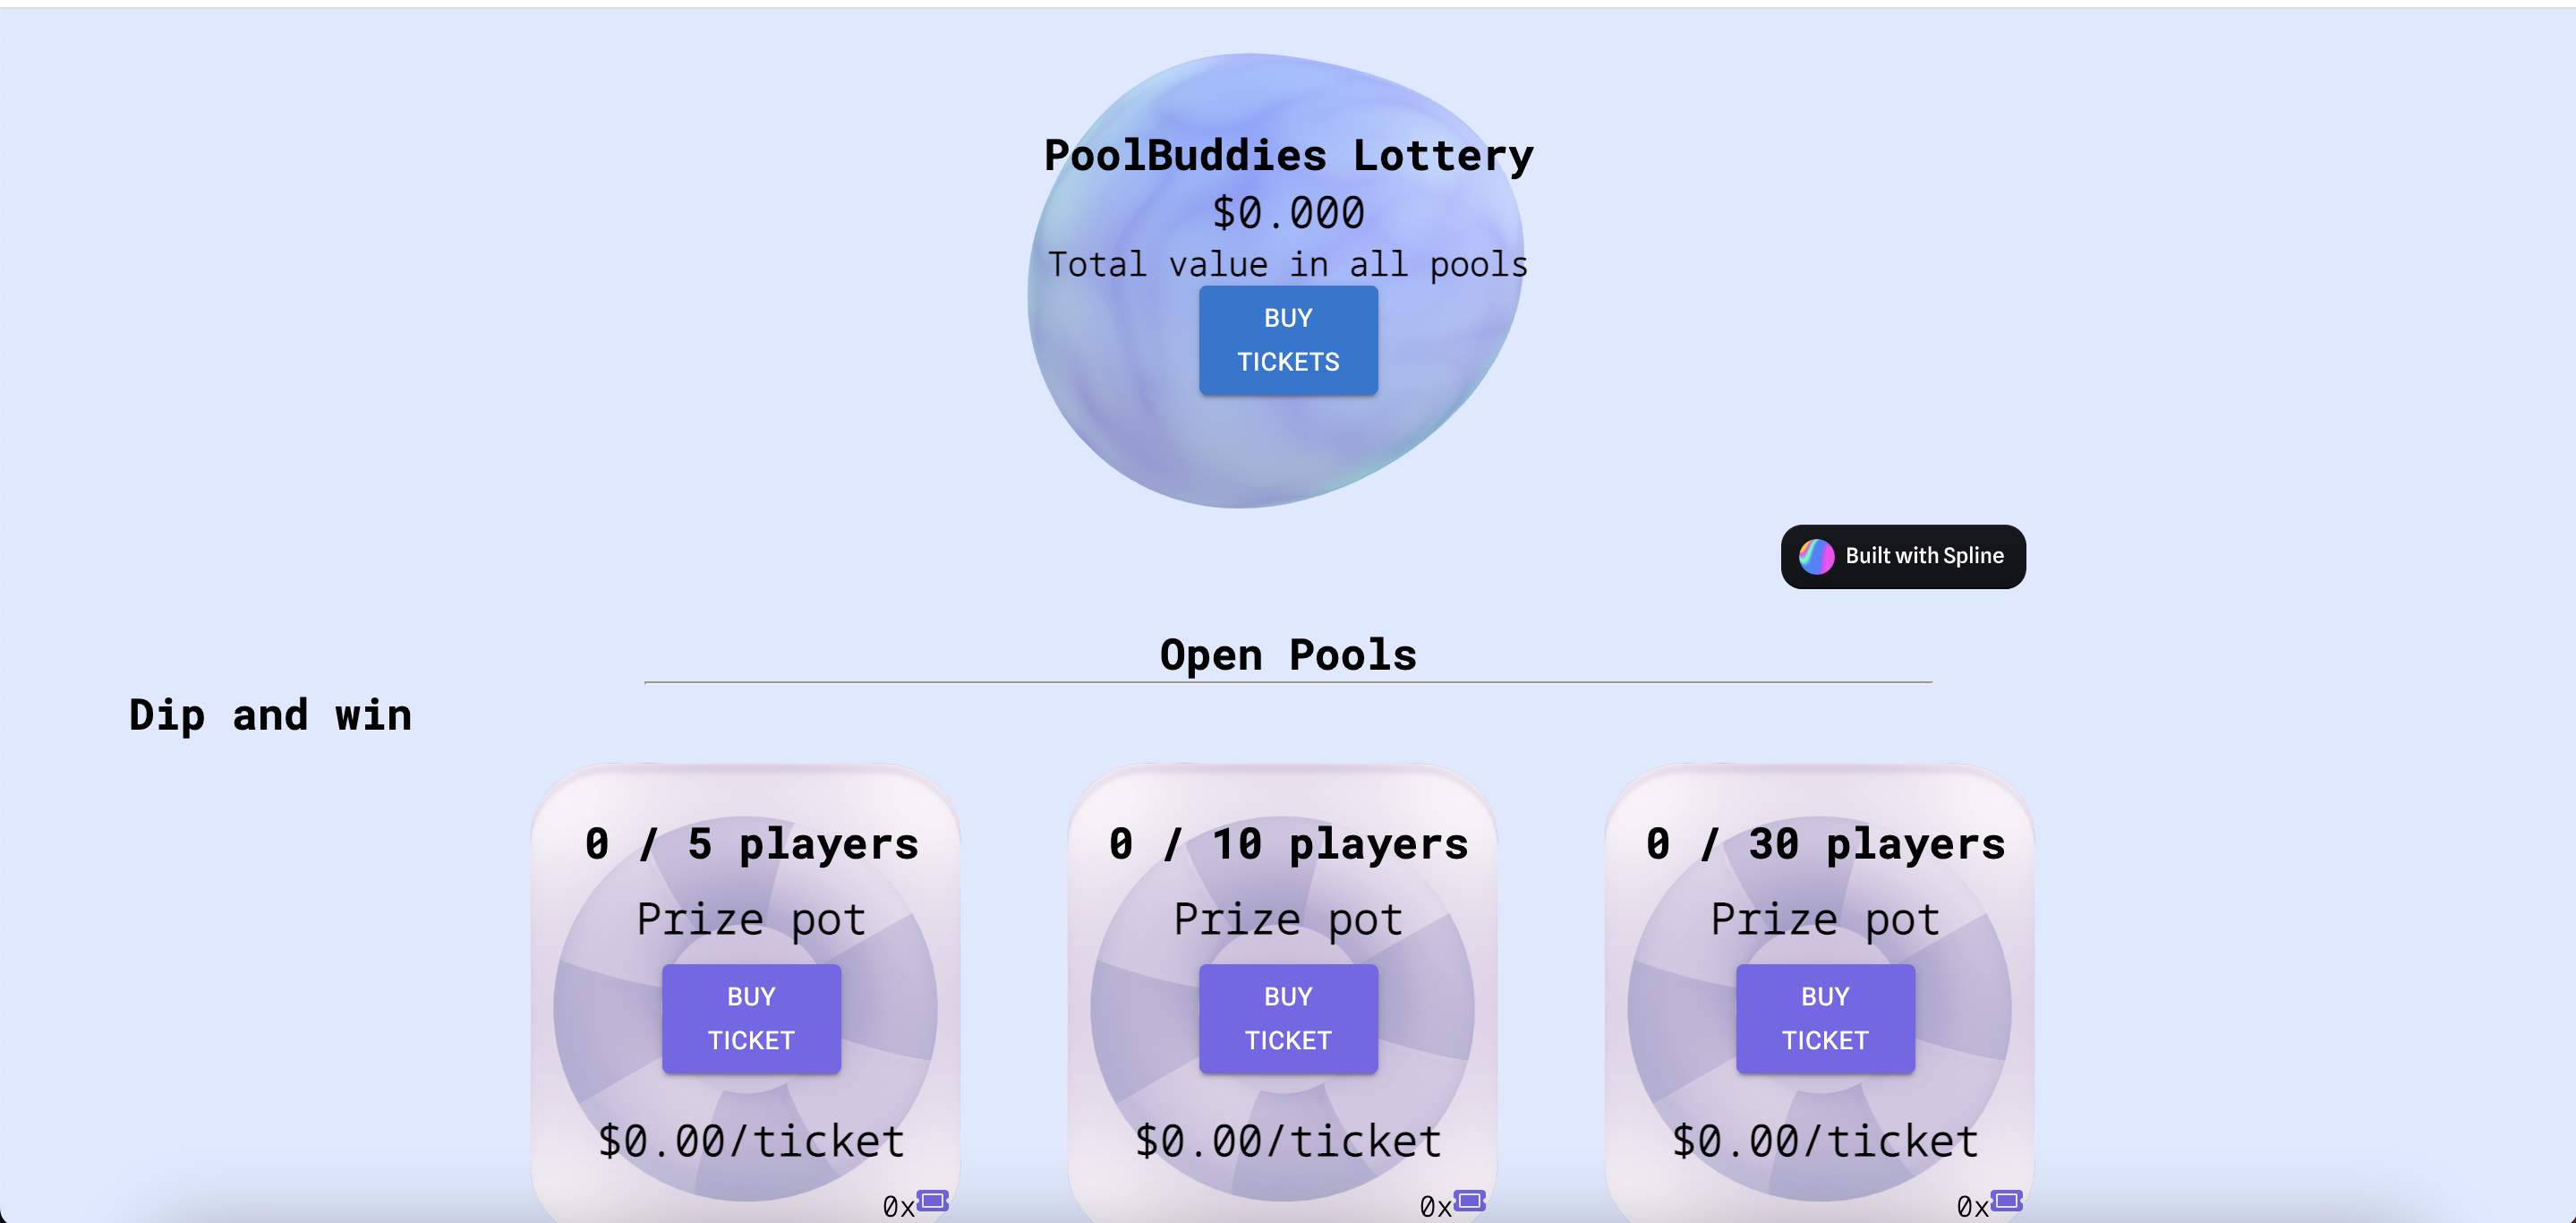 PoolBuddies Lottery
$0.000
Total value in all pools
BUY
TICKETS
Built with Spline
Open Pools
Dip and win
0 / 5 players
Prize pot
BUY
TICKET
$0.00/ticket
0x
0 / 10 players
Prize pot
BUY
TICKET
$0.00/ticket
0x
0 / 30 players
Prize pot
BUY
TICKET
$0.00/ticket
0x